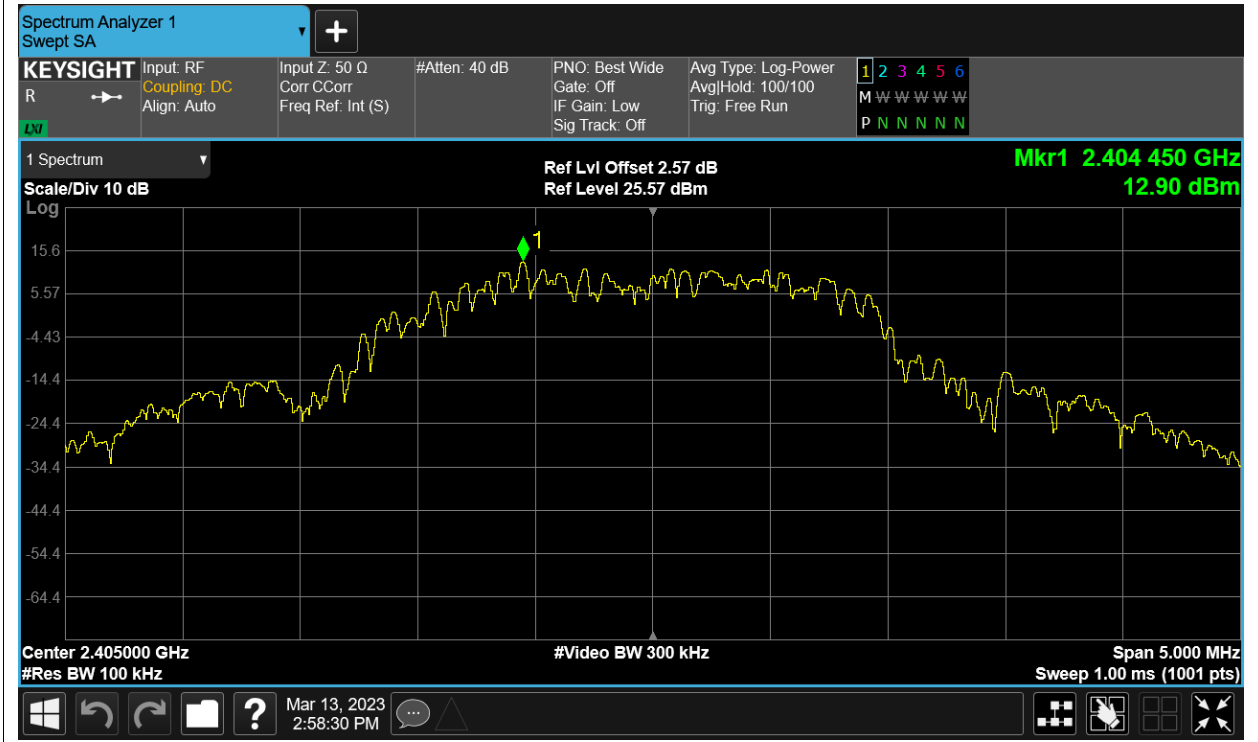 Spectrum Analyzer 1
Swept SA
+
KEYSIGHT
R
LXI
Input: RF
Coupling: DC
Align: Auto
Input Z: 50 Ω
Corr CCorr
Freq Ref: Int (S)
#Atten: 40 dB
PNO: Best Wide
Gate: Off
IF Gain: Low
Sig Track: Off
Avg Type: Log-Power
Avg|Hold: 100/100
Trig: Free Run
1 2 3 4 5 6
M W W W W W
P N N N N N
1 Spectrum
Scale/Div 10 dB
Log
Ref Lvl Offset 2.57 dB
Ref Level 25.57 dBm
Mkr1 2.404 450 GHz
12.90 dBm
1
15.6
5.57
-4.43
-14.4
-24.4
-34.4
-44.4
-54.4
-64.4
Center 2.405000 GHz
#Res BW 100 kHz
#Video BW 300 kHz
Span 5.000 MHz
Sweep 1.00 ms (1001 pts)
?
Mar 13, 2023
2:58:30 PM